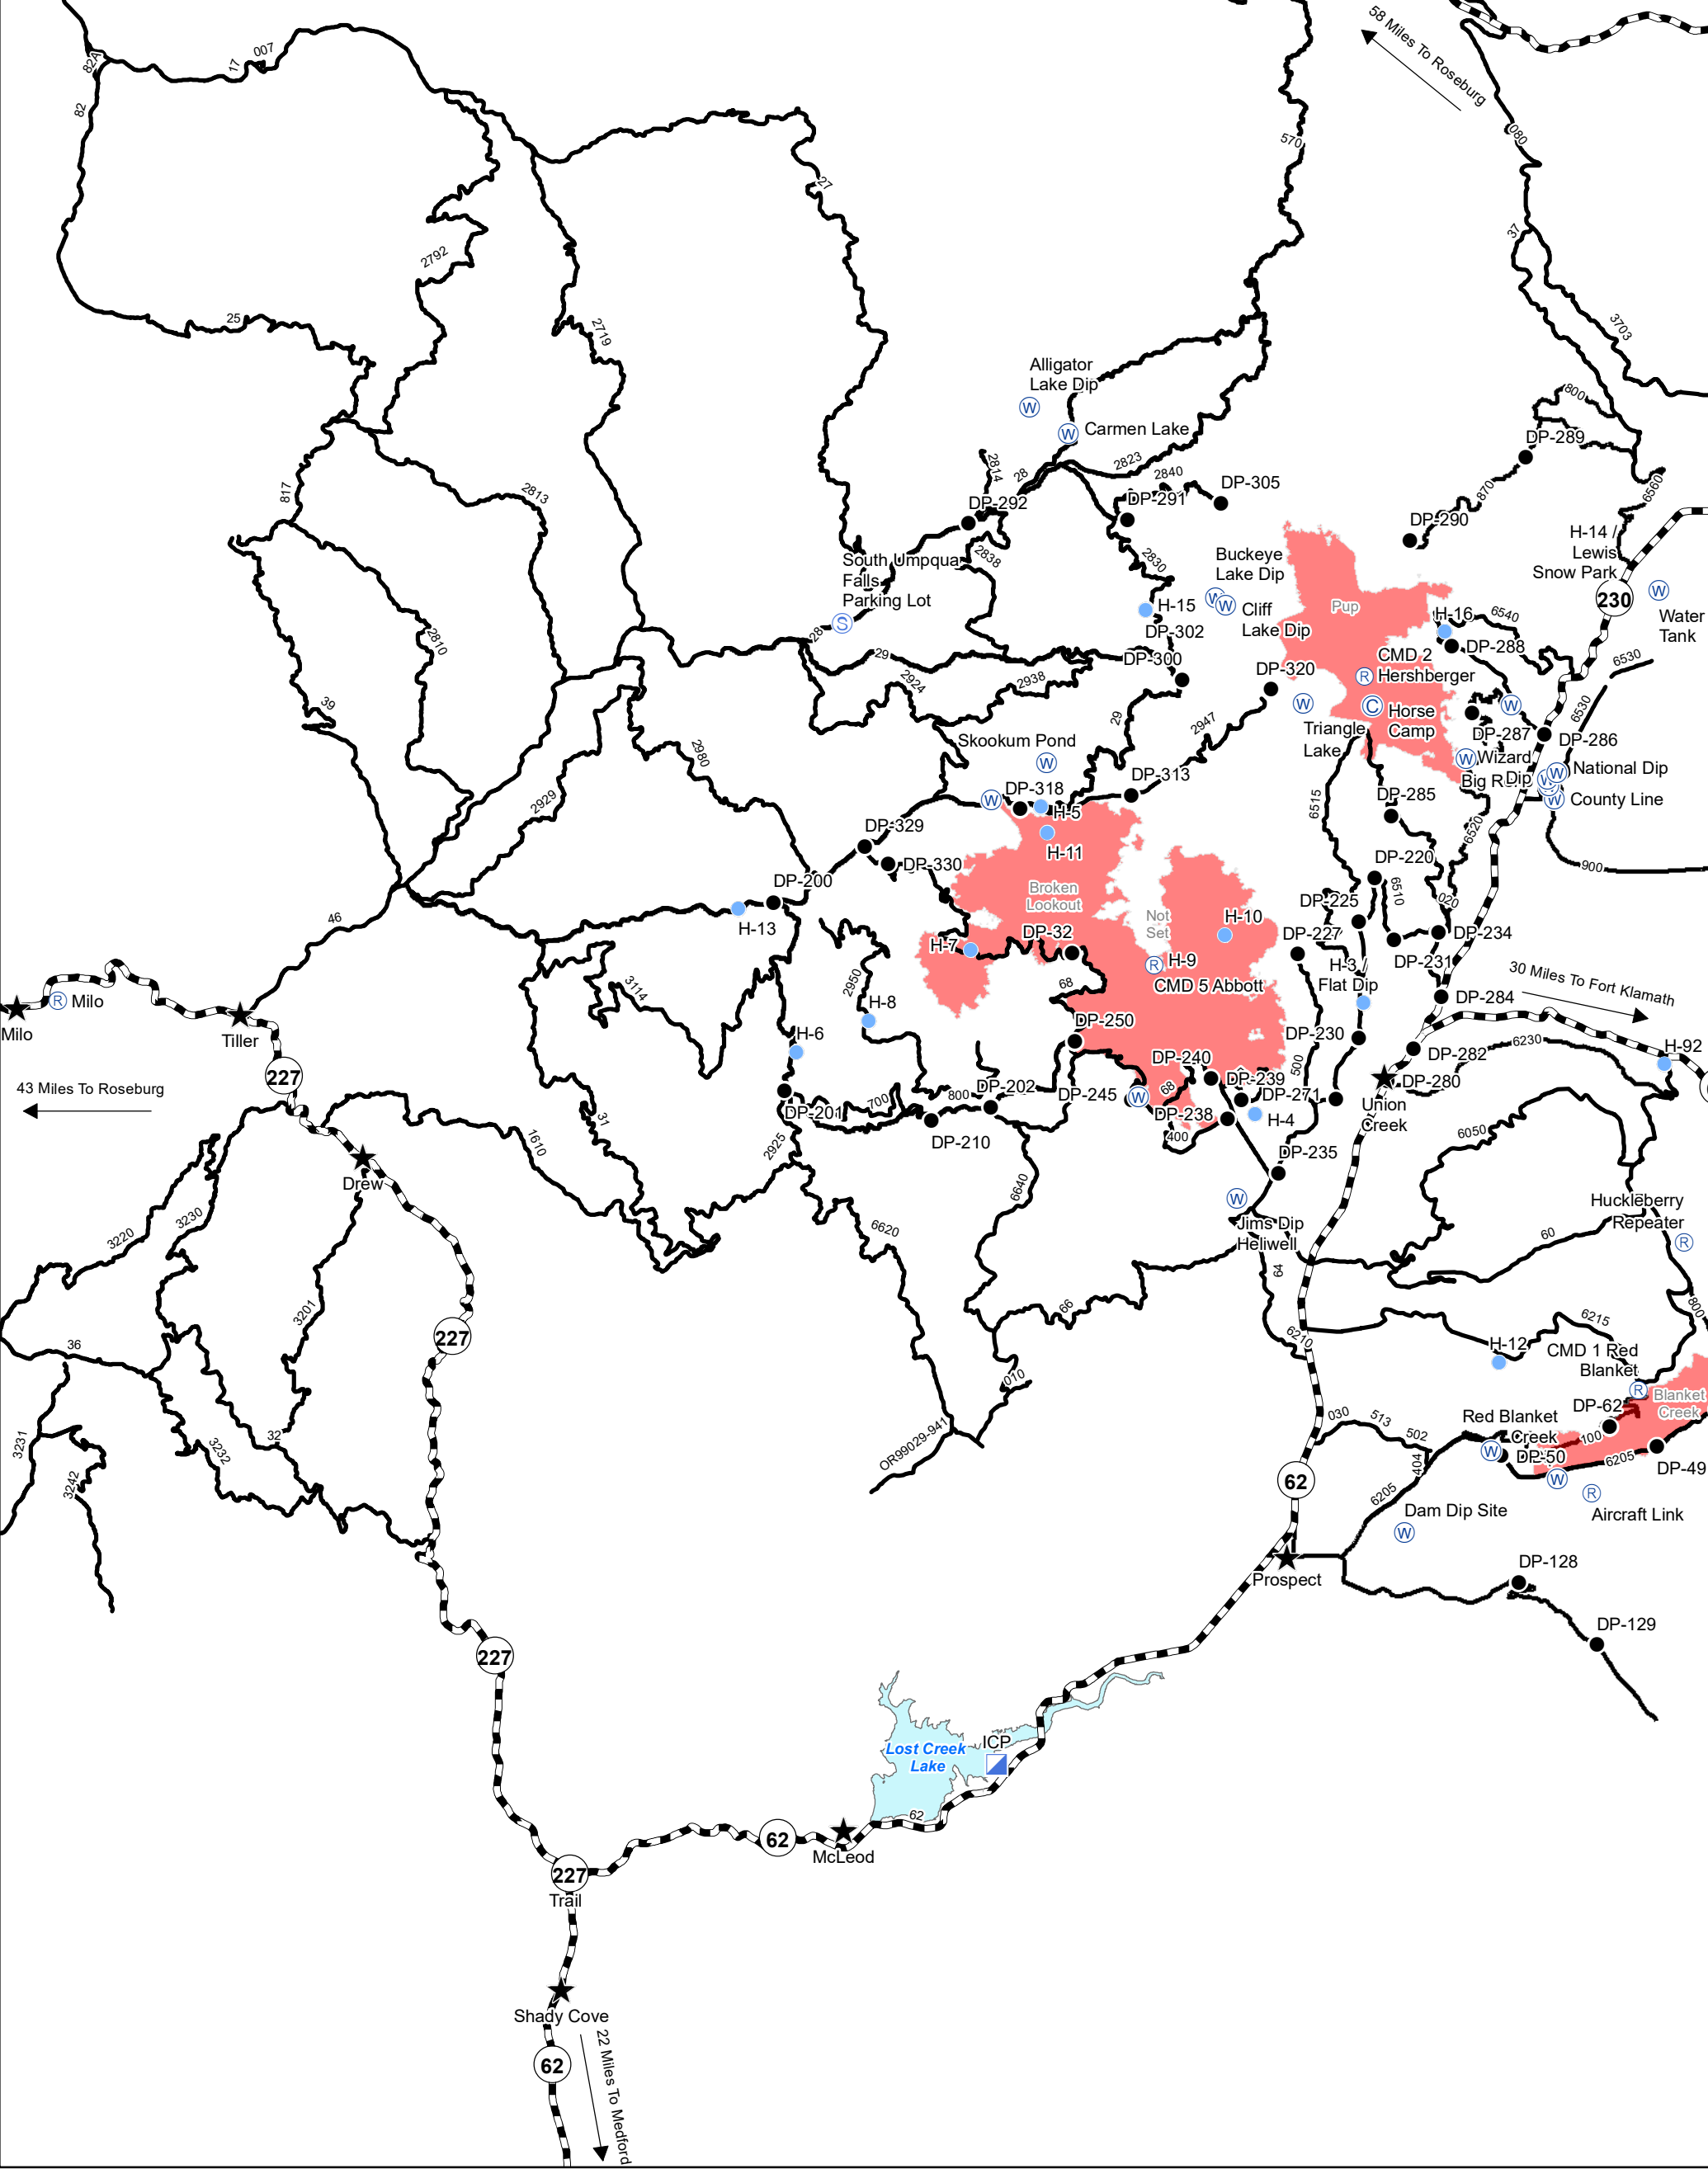 58 Miles To Roseburg
007
17
82A
82
080
570
27
37
2792
25
2719
3703
Alligator
Lake Dip
800
Carmen Lake
DP-289
2814
28
2823
2840
DP-305
817
2813
DP-292
DP-291
870
6560
DP-290
H-14 /
Lewis
Snow Park
2838
2830
South Umpqua
Falls
Parking Lot
S
Buckeye
Lake Dip
W
Cliff
Lake Dip
Pup
230
W
Water
Tank
H-15
H-16
6540
DP-302
28
2810
DP-288
29
DP-300
CMD 2
Hershberger
R
6530
DP-320
2924
2938
39
W
C
Horse
Camp
W
6530
29
2947
Triangle
Lake
DP-287
DP-286
Skookum Pond
W
2980
W
Wizard
Dip
National Dip
DP-313
DP-318
W
H-5
2929
DP-285
County Line
6515
6520
DP-329
H-11
DP-330
DP-220
900
DP-200
Broken
Lookout
6510
020
DP-225
46
H-13
Not
Set
H-10
DP-227
DP-32
DP-234
H-7
R
H-9
DP-231
H-3 /
Flat Dip
CMD 5 Abbott
3114
2950
68
30 Miles To Fort Klamath
R
Milo
Milo
H-8
DP-284
Tiller
DP-250
H-6
DP-230
6230
227
DP-240
DP-282
H-92
43 Miles To Roseburg
500
DP-280
DP-202
DP-245
W
68
DP-239
DP-271
Union
Creek
700
800
DP-201
DP-238
H-4
DP-210
31
400
1610
2925
6050
DP-235
Drew
6640
W
3220
3230
6620
Jims Dip
Heliwell
60
Huckleberry
Repeater
R
64
3201
66
800
227
36
6210
6215
H-12
CMD 1 Red
Blanket
R
010
Blanket
Creek
030
513
502
Red Blanket
Creek
DP-62
32
3231
3232
OR99029-941
W
DP-50
100
404
6205
DP-49
3242
62
6205
W
R
Aircraft Link
Dam Dip Site
W
Prospect
DP-128
DP-129
227
ICP
Lost Creek
Lake
62
62
McLeod
227
Trail
Shady Cove
62
22 Miles To Medford